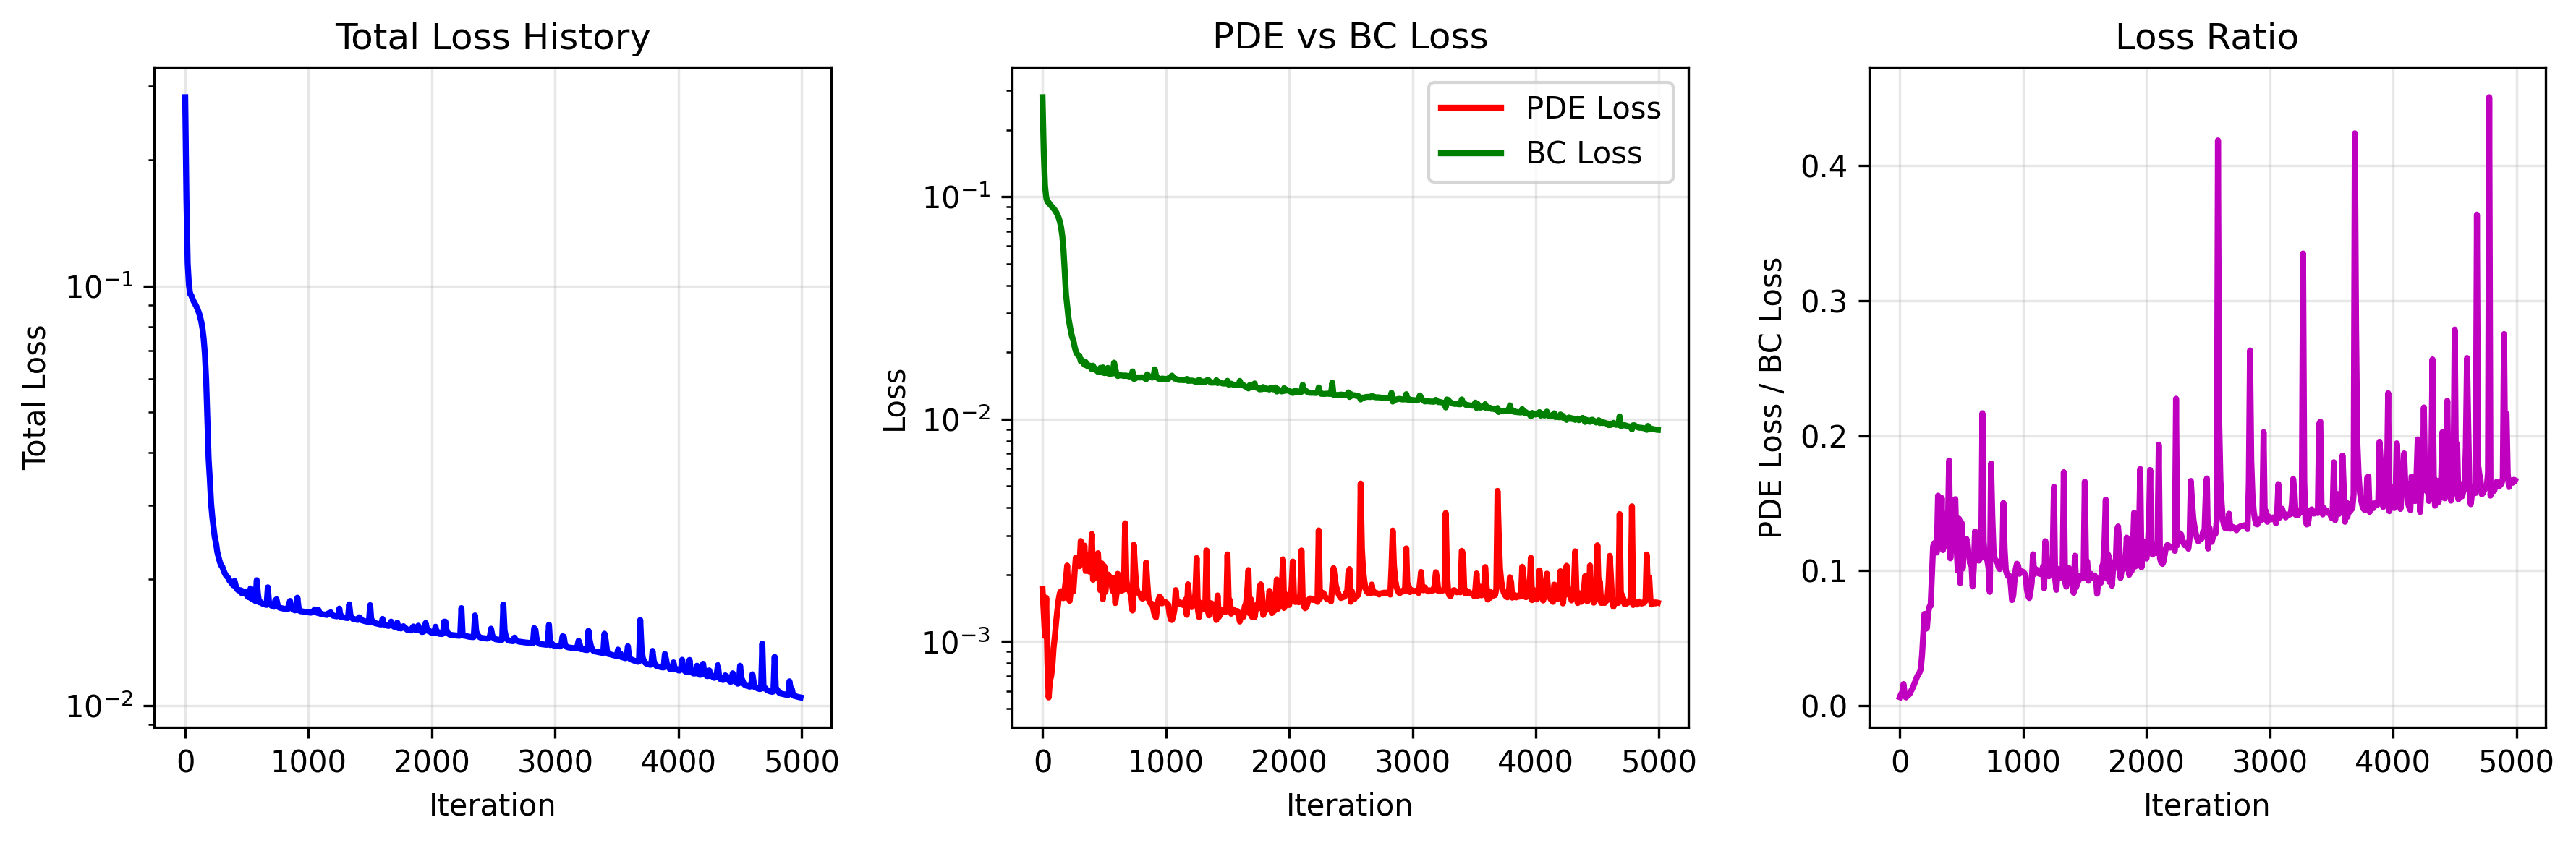 Total Loss History
Total Loss
10⁻¹
10⁻²
0 1000 2000 3000 4000 5000
Iteration
PDE vs BC Loss
PDE Loss
BC Loss
Loss
10⁻¹
10⁻²
10⁻³
0 1000 2000 3000 4000 5000
Iteration
Loss Ratio
PDE Loss / BC Loss
0.4
0.3
0.2
0.1
0.0
0 1000 2000 3000 4000 5000
Iteration